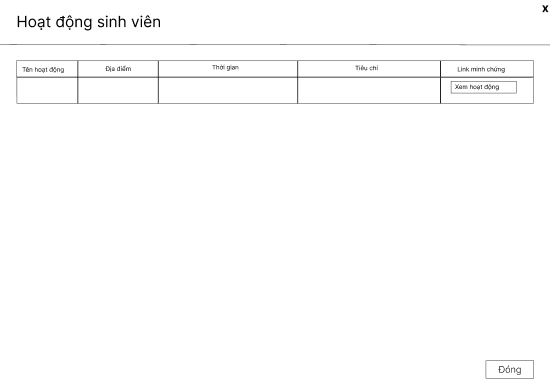 X
Hoạt động sinh viên
Tên hoạt động Địa điểm Thời gian Tiêu chí Link minh chứng
Xem hoạt động
Đóng